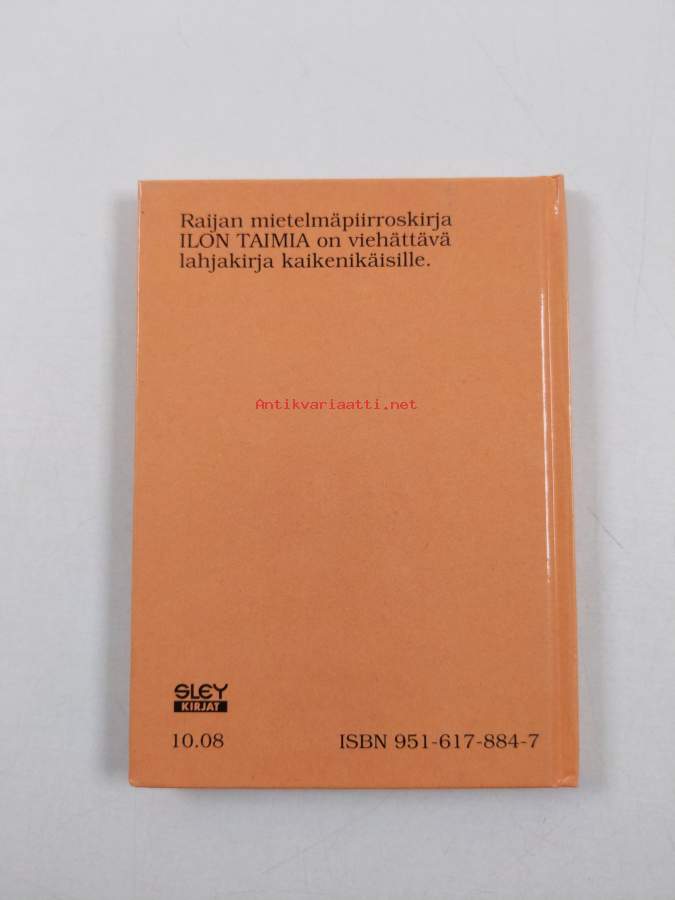 Raijan mietelmäpiirroskirja
ILON TAIMIA on viehättävä
lahjakirja kaikenikäisille.
Antikvariaatti.net
SLEY
KIRJAT
10.08
ISBN 951-617-884-7